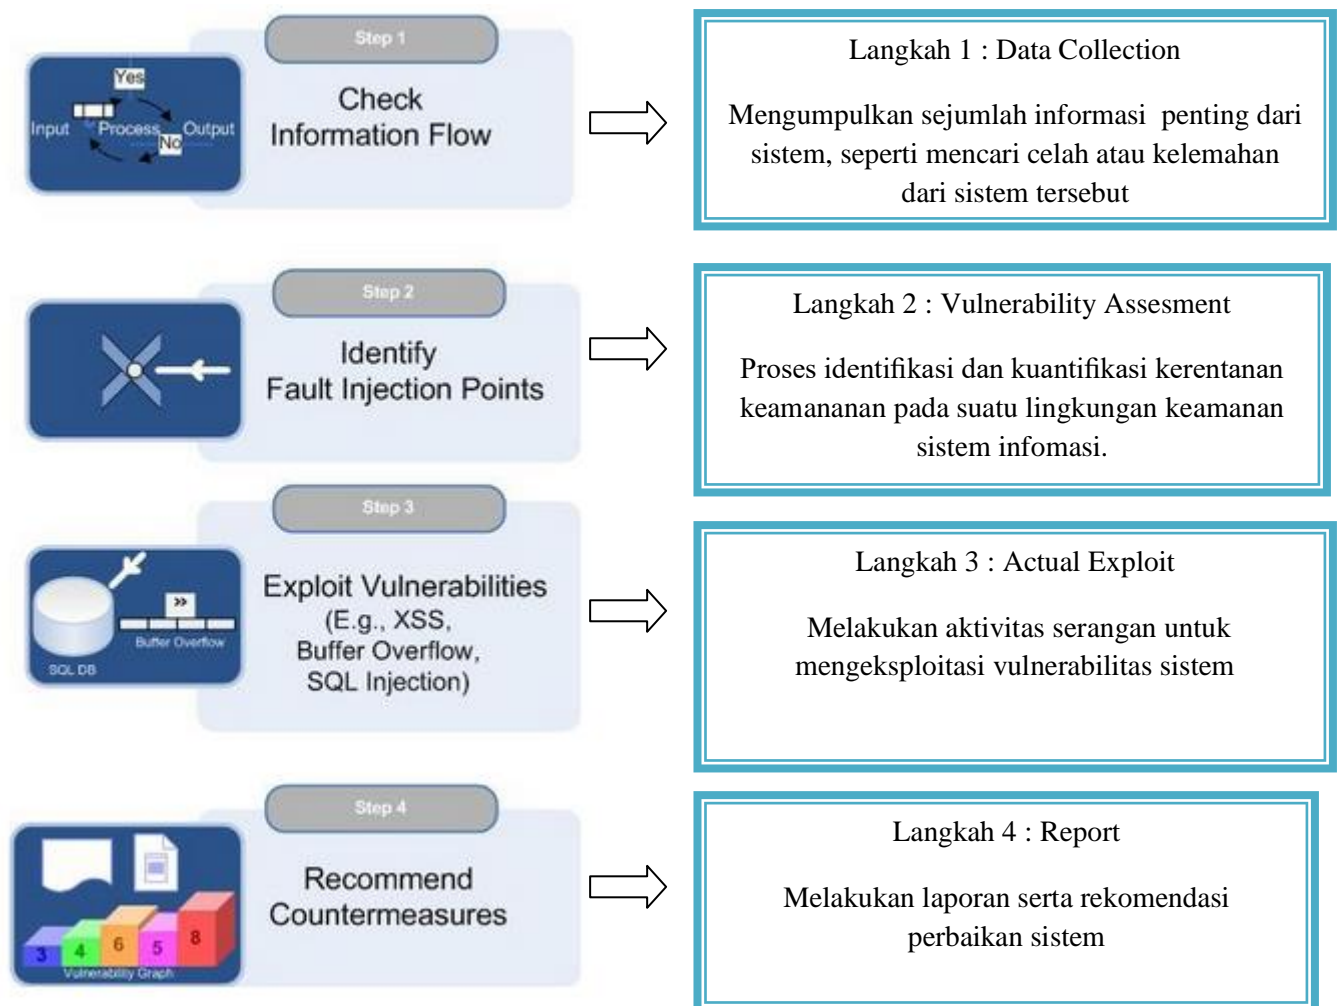 Step 1
Check
Information Flow
Yes
Input
Process
Output
No
Langkah 1 : Data Collection
Mengumpulkan sejumlah informasi penting dari
sistem, seperti mencari celah atau kelemahan
dari sistem tersebut
Step 2
Identify
Fault Injection Points
Langkah 2 : Vulnerability Assesment
Proses identifikasi dan kuantifikasi kerentanan
keamananan pada suatu lingkungan keamanan
sistem infomasi.
Step 3
Exploit Vulnerabilities
(E.g., XSS,
Buffer Overflow,
SQL Injection)
»
Buffer Overflow
SQL DB
Langkah 3 : Actual Exploit
Melakukan aktivitas serangan untuk
mengeksploitasi vulnerabilitas sistem
Step 4
Recommend
Countermeasures
3 4 6 5 8
Vulnerability Graph
Langkah 4 : Report
Melakukan laporan serta rekomendasi
perbaikan sistem